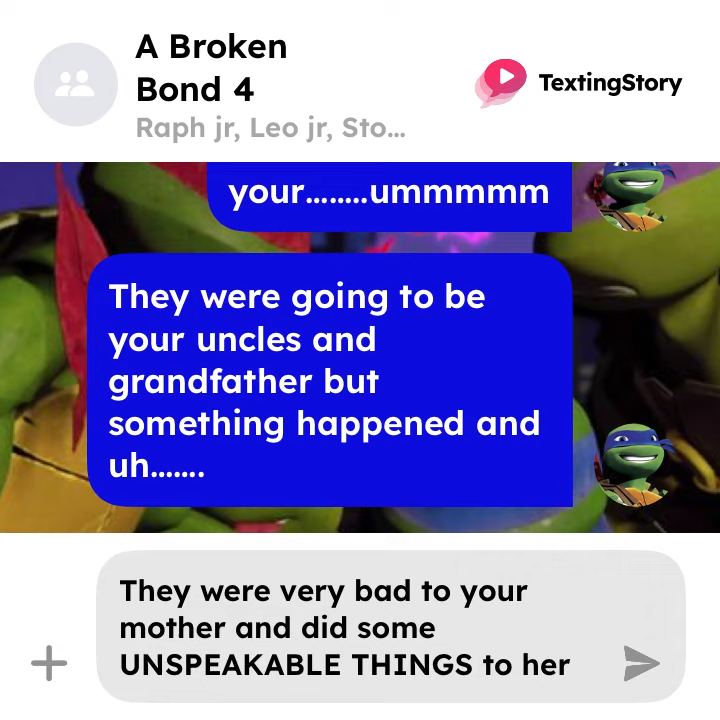 A Broken
Bond 4
Raph jr, Leo jr, Sto...
TextingStory
your........ummmmm
They were going to be
your uncles and
grandfather but
something happened and
uh.......
They were very bad to your
mother and did some
UNSPEAKABLE THINGS to her